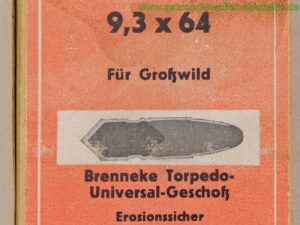 9,3 x 64
Für Großwild
Brenneke Torpedo-
Universal-Geschoß
Erosionssicher